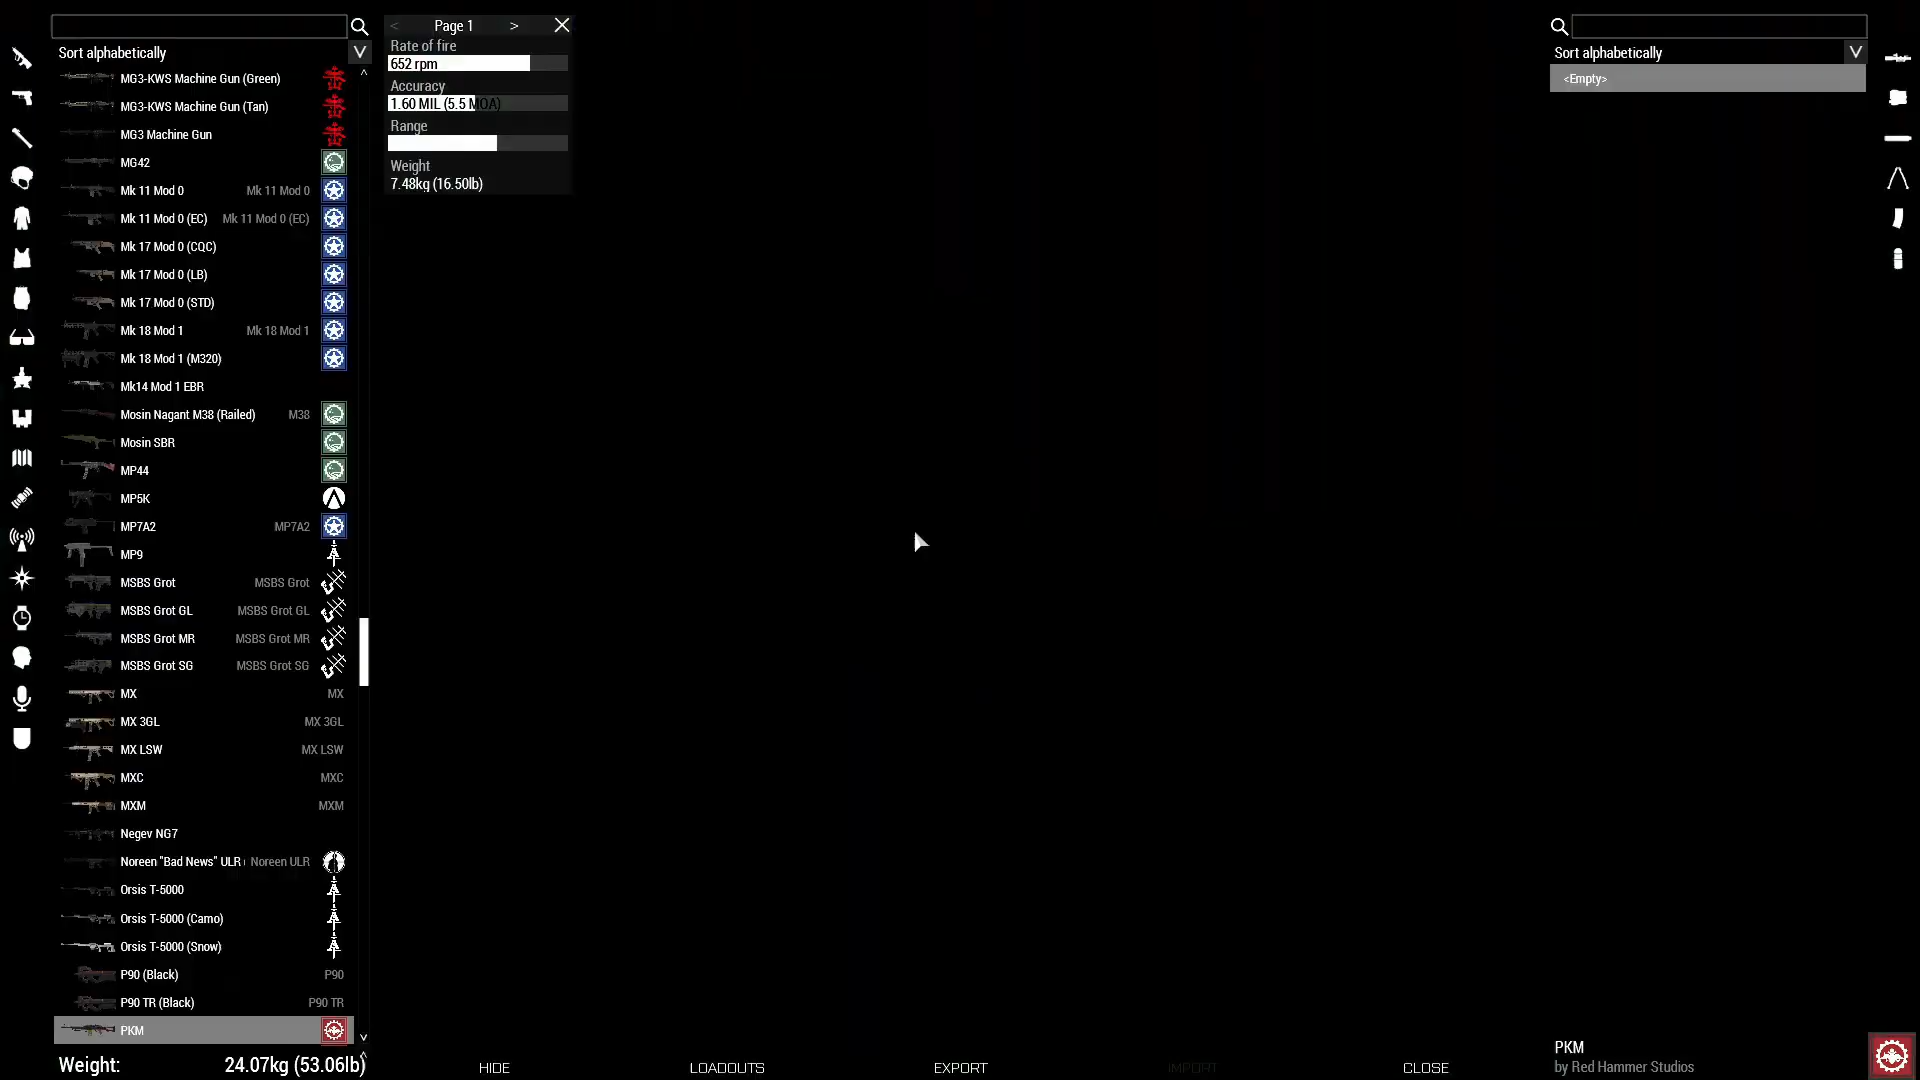 Sort alphabetically
V
MG3-KWS Machine Gun (Green)
MG3-KWS Machine Gun (Tan)
MG3 Machine Gun
MG42
Mk 11 Mod 0 Mk 11 Mod 0
Mk 11 Mod 0 (EC) Mk 11 Mod 0 (EC)
Mk 17 Mod 0 (CQC)
Mk 17 Mod 0 (LB)
Mk 17 Mod 0 (STD)
Mk 18 Mod 1 Mk 18 Mod 1
Mk 18 Mod 1 (M320)
Mk14 Mod 1 EBR
Mosin Nagant M38 (Railed) M38
Mosin SBR
MP44
MP5K
MP7A2 MP7A2
MP9
MSBS Grot MSBS Grot
MSBS Grot GL MSBS Grot GL
MSBS Grot MR MSBS Grot MR
MSBS Grot SG MSBS Grot SG
MX MX
MX 3GL MX 3GL
MX LSW MX LSW
MXC MXC
MXM MXM
Negev NG7
Noreen "Bad News" ULR Noreen ULR
Orsis T-5000
Orsis T-5000 (Camo)
Orsis T-5000 (Snow)
P90 (Black) P90
P90 TR (Black) P90 TR
PKM
Weight: 24.07kg (53.06lb)
< Page 1 >
Rate of fire
652 rpm
Accuracy
1.60 MIL (5.5 MOA)
Range
Weight
7.48kg (16.50lb)
Sort alphabetically
V
<Empty>
HIDE
LOADOUTS
EXPORT
IMPORT
CLOSE
PKM
by Red Hammer Studios